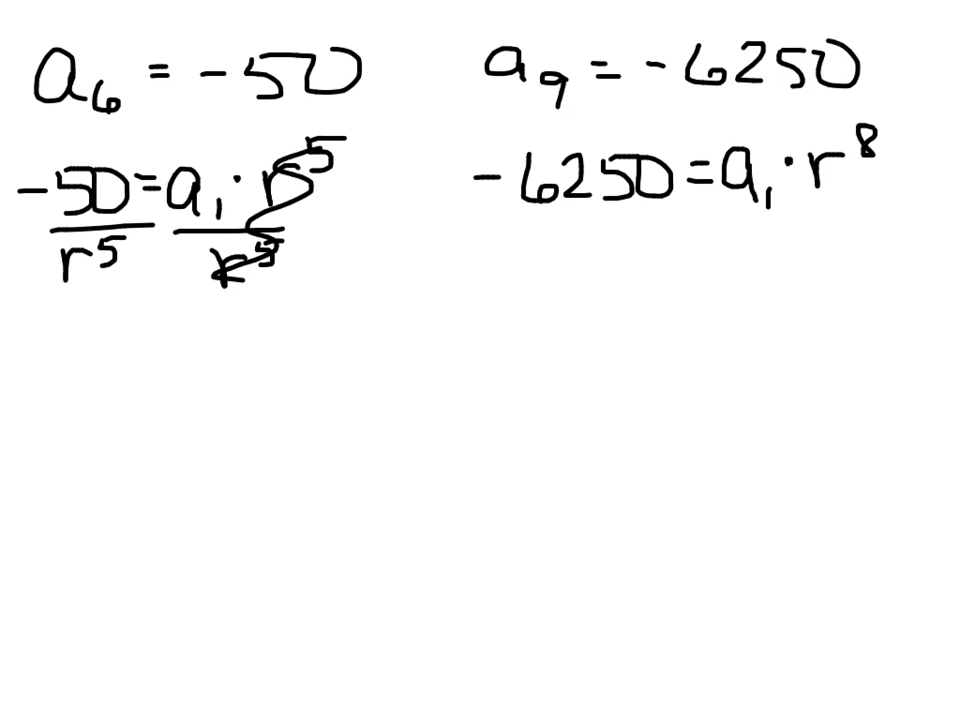 a₆ = -50
-50 = a₁ · r⁵
r⁵ r⁵
a₉ = -6250
-6250 = a₁ · r⁸